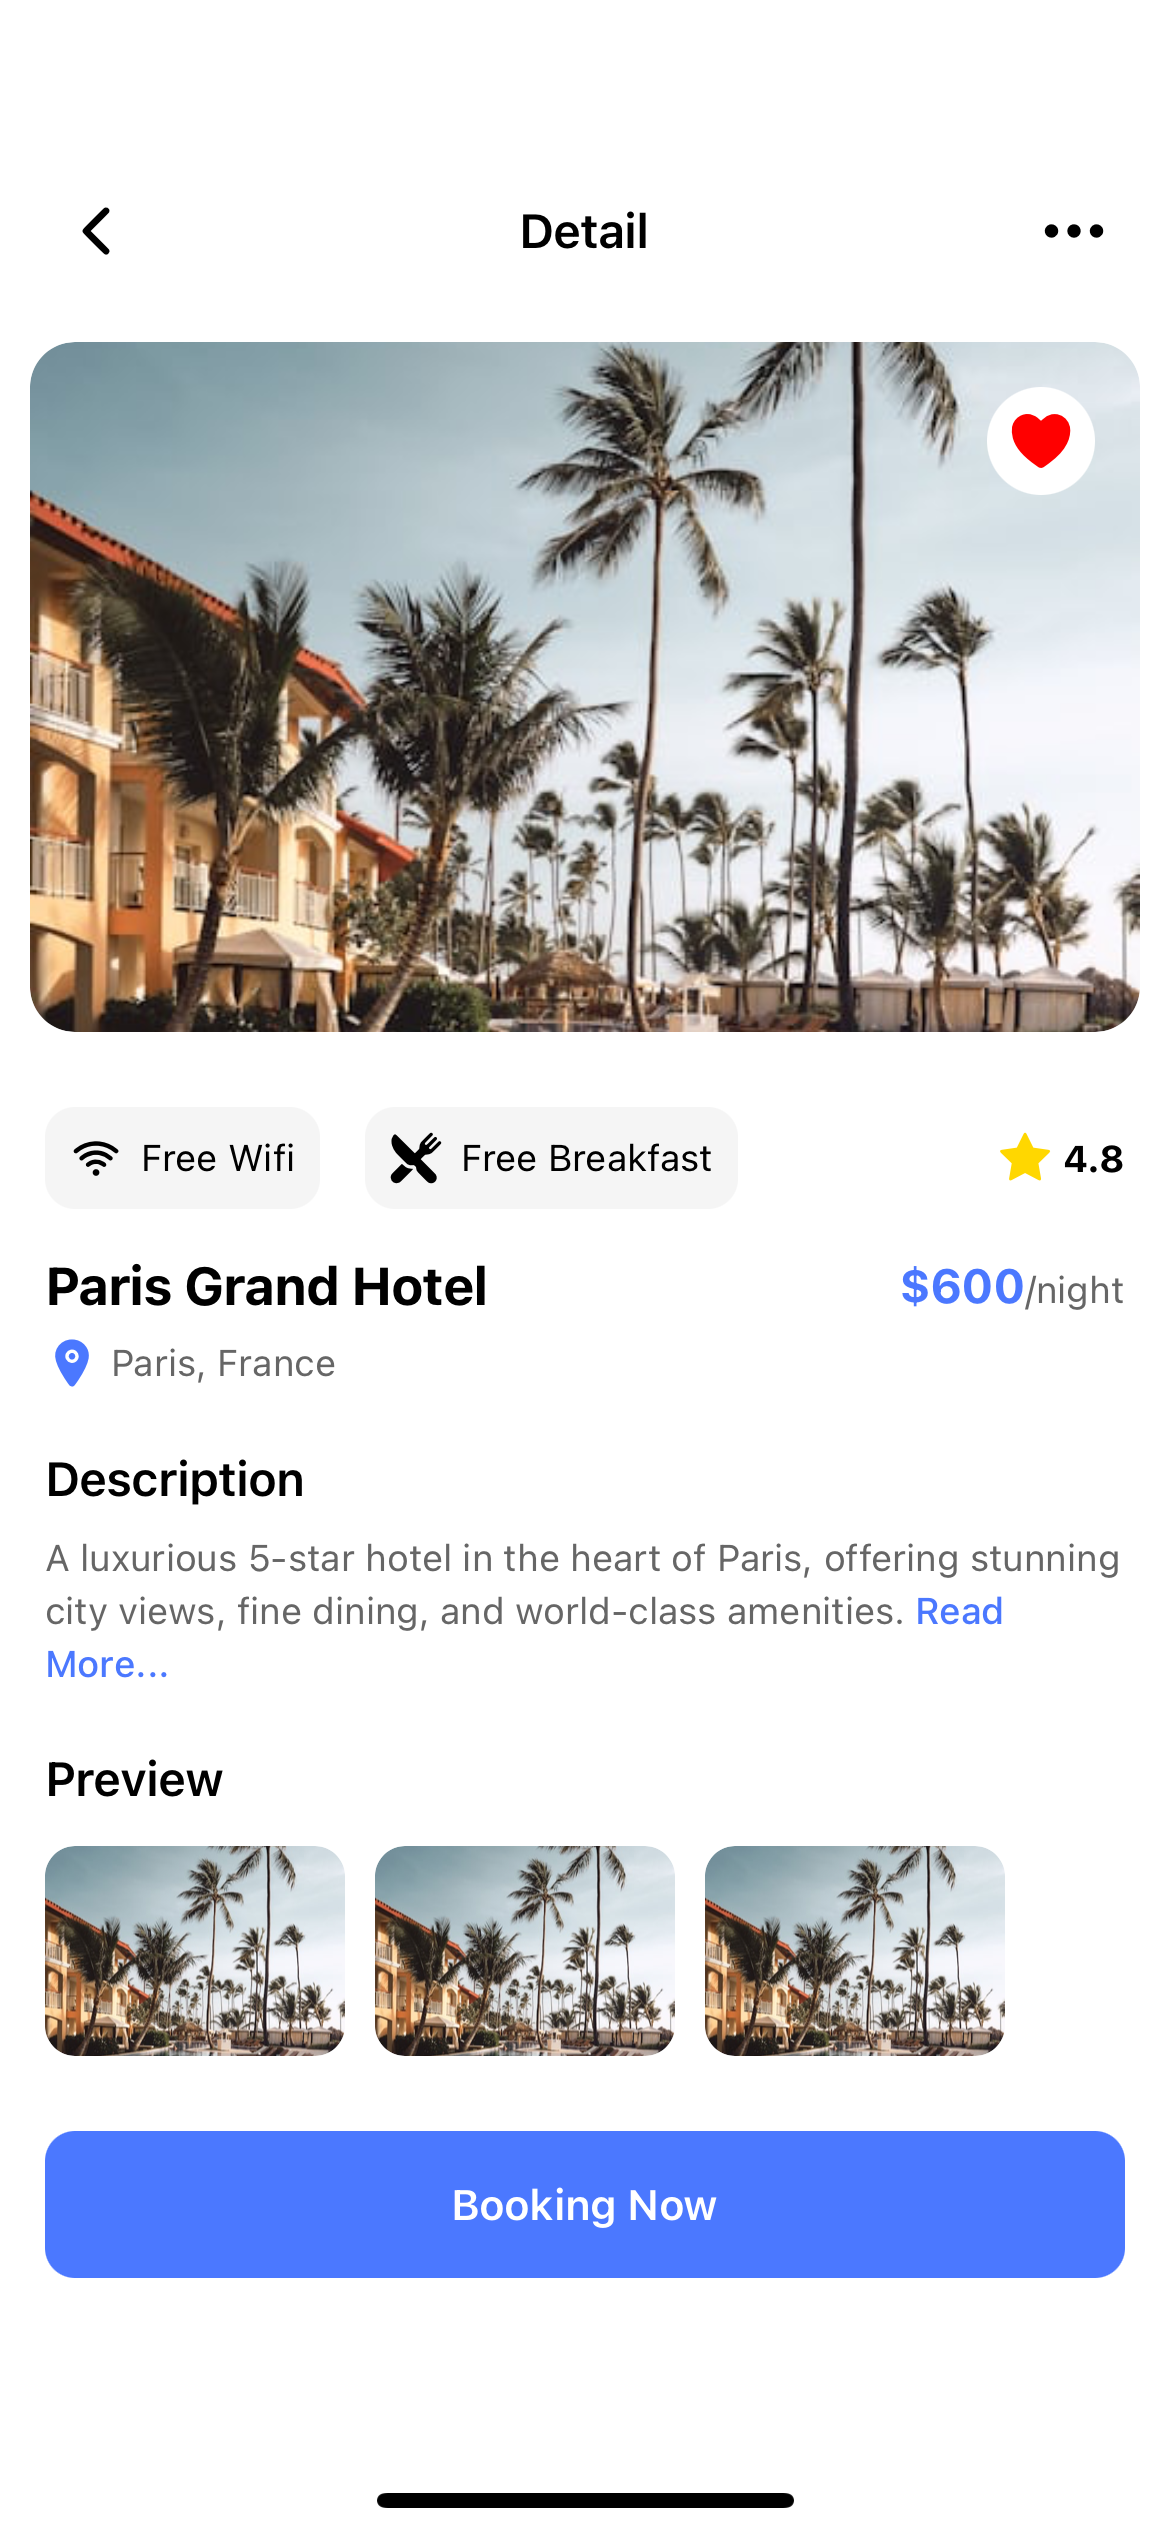 Detail
Free Wifi
Free Breakfast
4.8
Paris Grand Hotel
$600/night
Paris, France
Description
A luxurious 5-star hotel in the heart of Paris, offering stunning
city views, fine dining, and world-class amenities. Read
More...
Preview
Booking Now